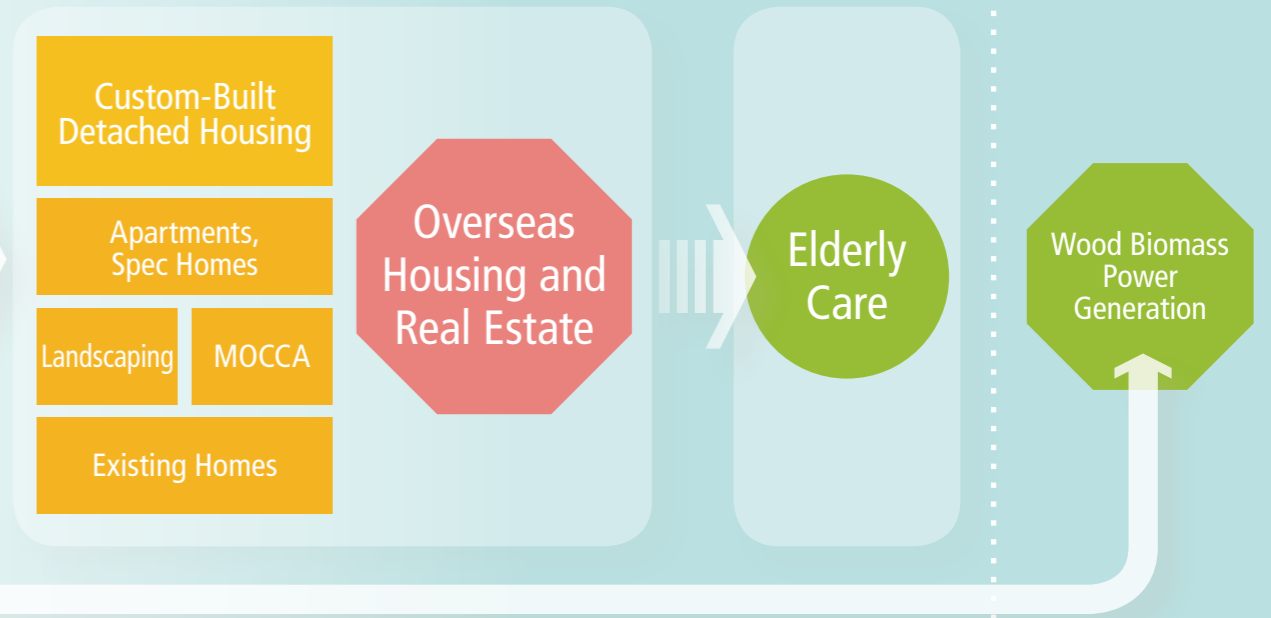 Custom-Built
Detached Housing
Apartments,
Spec Homes
Landscaping
MOCCA
Existing Homes
Overseas
Housing and
Real Estate
Elderly
Care
Wood Biomass
Power
Generation